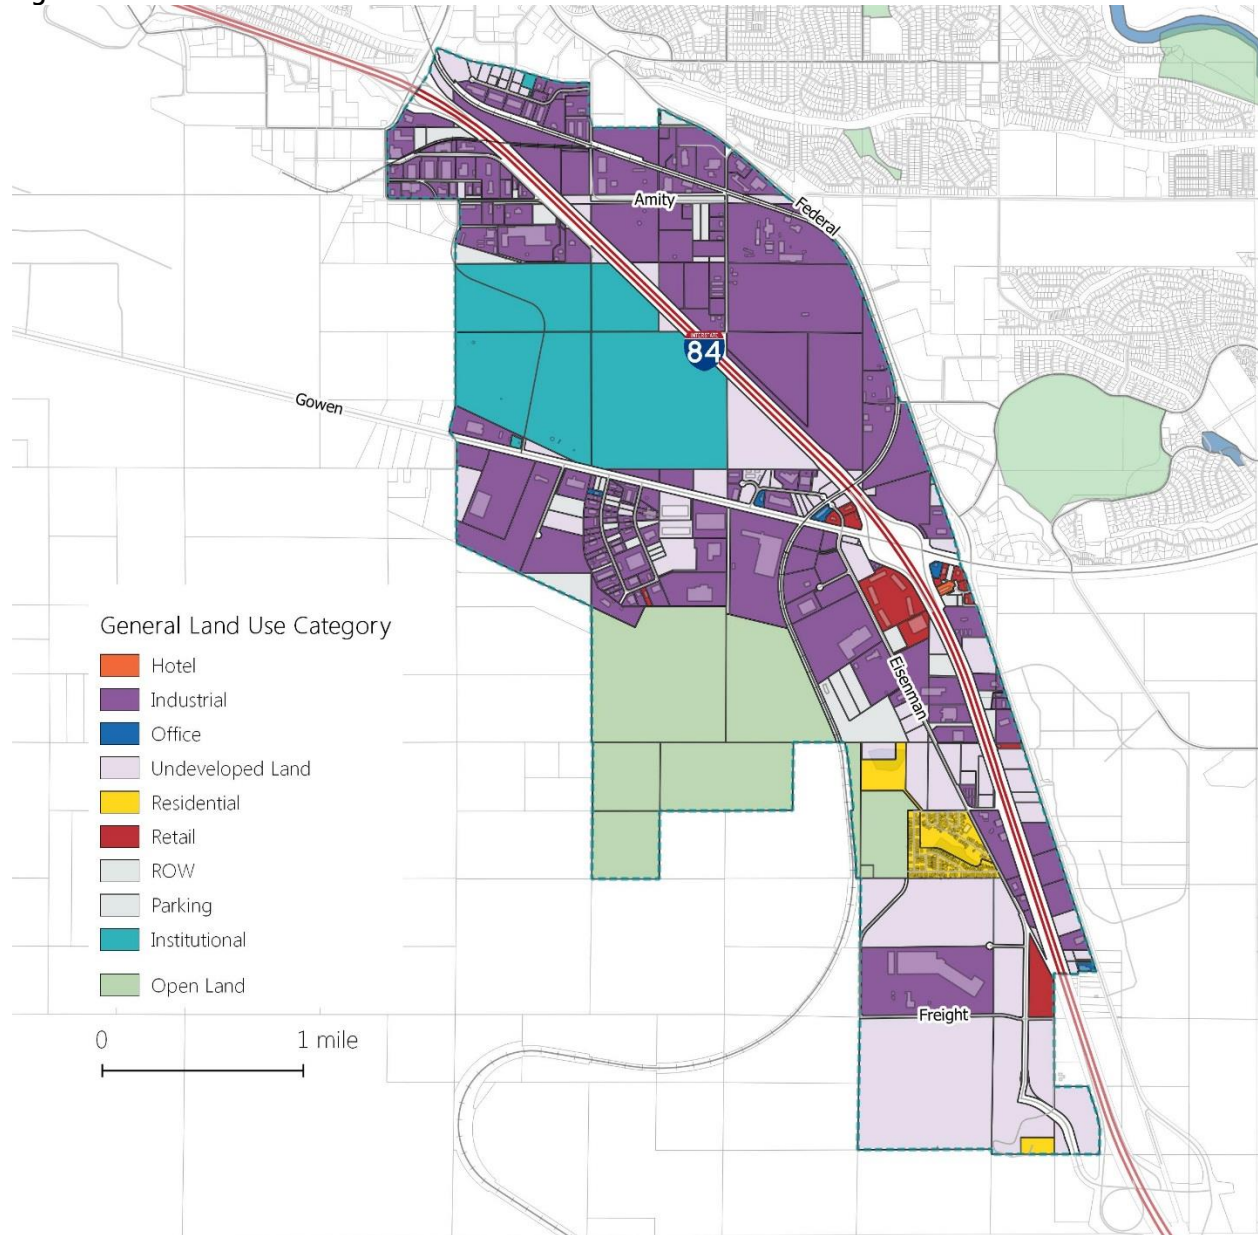 Amity
Federal
INTERSTATE
84
Gowen
General Land Use Category
Hotel
Industrial
Office
Undeveloped Land
Residential
Retail
ROW
Parking
Institutional
Open Land
Eisenman
Freight
0 1 mile